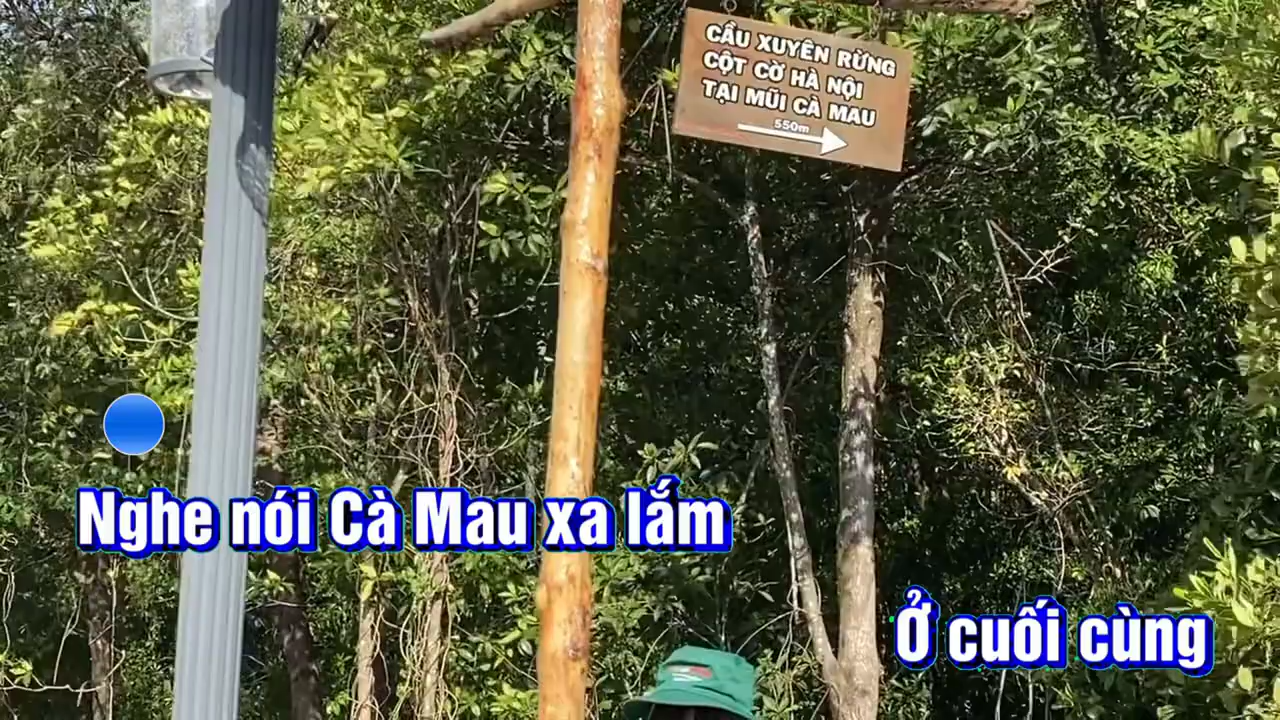 CẦU XUYÊN RỪNG
CỘT CỜ HÀ NỘI
TẠI MŨI CÀ MAU
550m
Nghe nói Cà Mau xa lắm
Ở cuối cùng